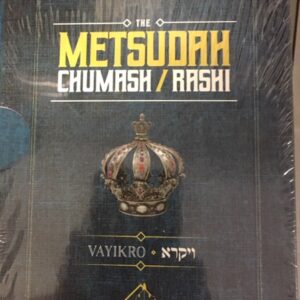 THE
METSUDAH
CHUMASH / RASHI
VAYIKRO • ויקרא